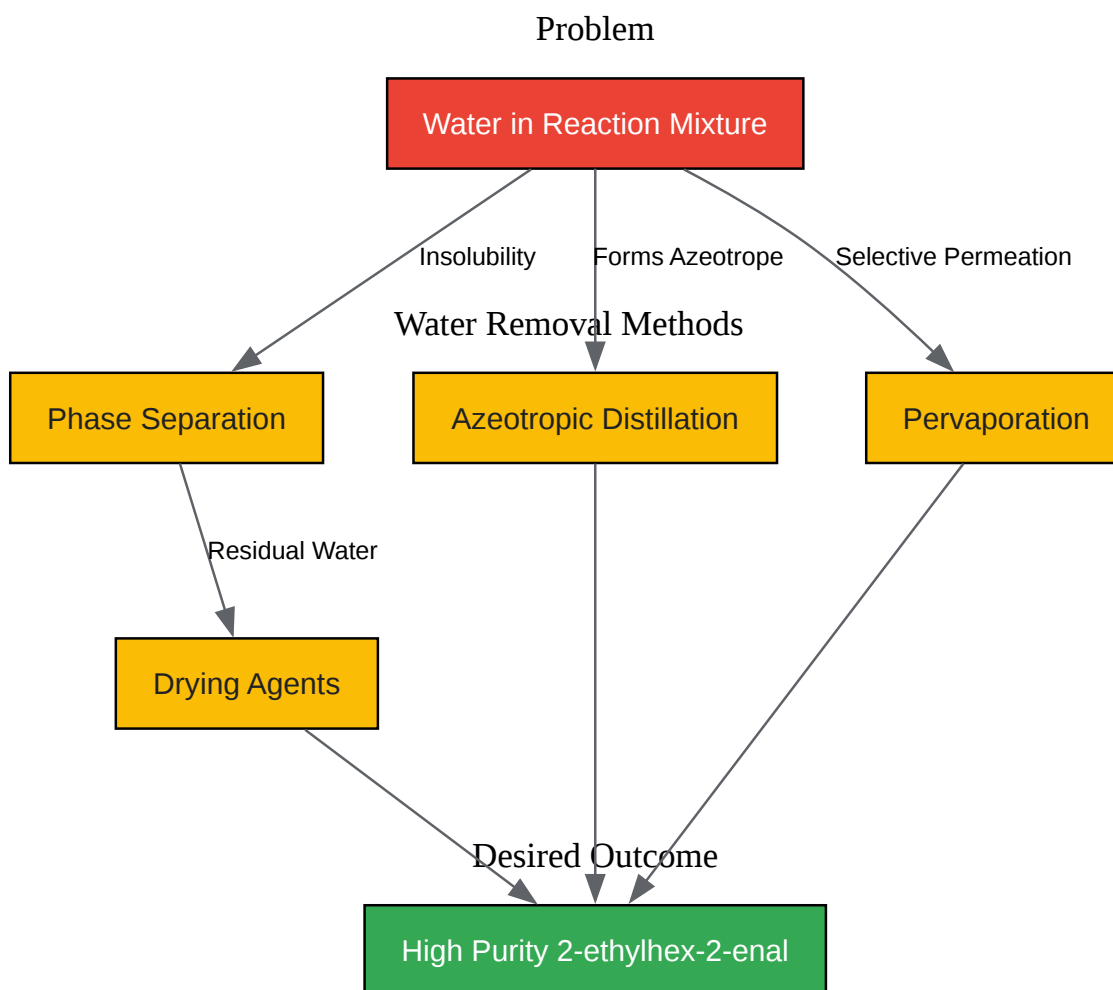 Problem
Water in Reaction Mixture
Insolubility
Forms Azeotrope
Selective Permeation
Water Removal Methods
Phase Separation
Azeotropic Distillation
Pervaporation
Residual Water
Drying Agents
Desired Outcome
High Purity 2-ethylhex-2-enal